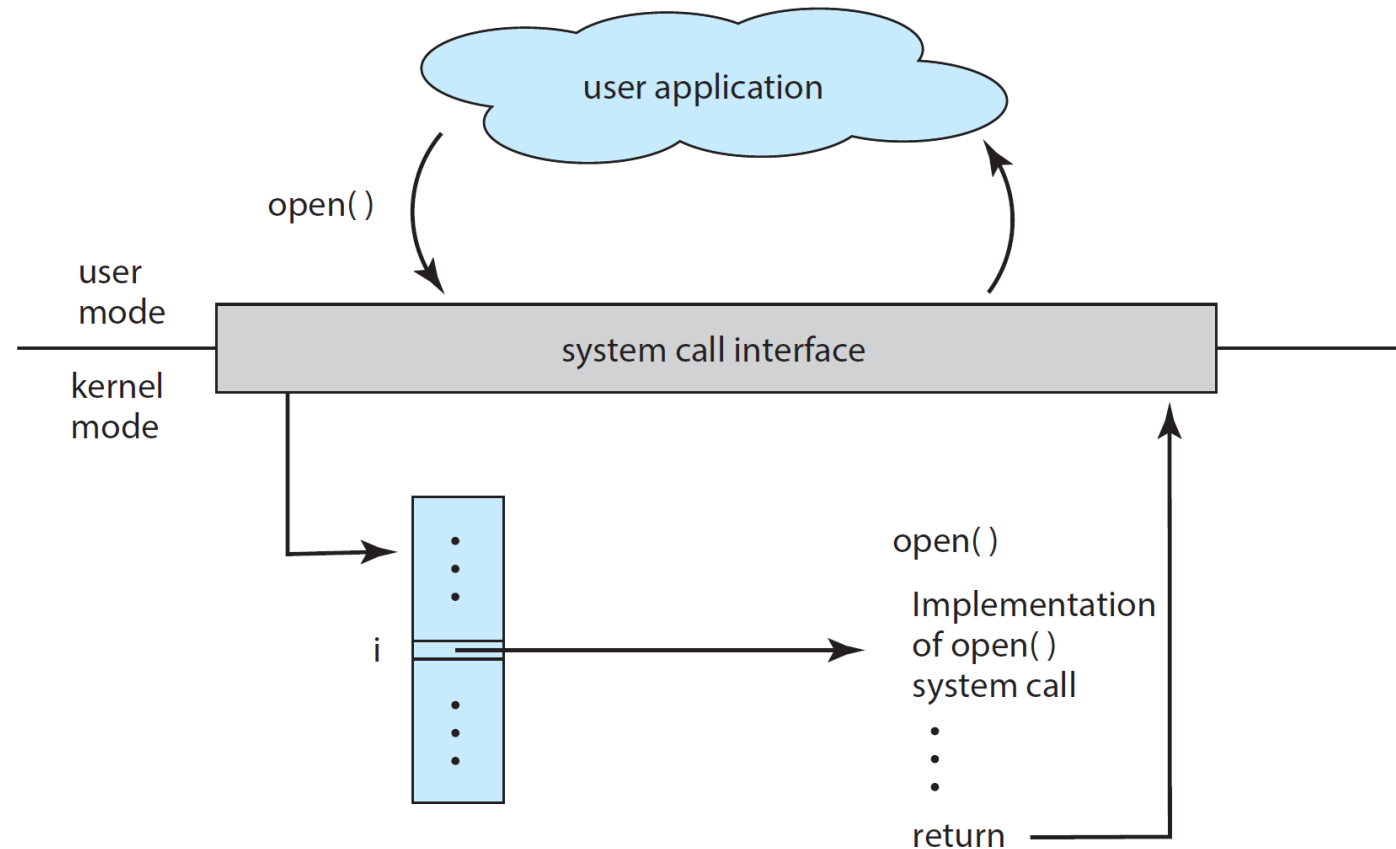 user application
open( )
user
mode
system call interface
kernel
mode
open( )
i
Implementation
of open( )
system call
return